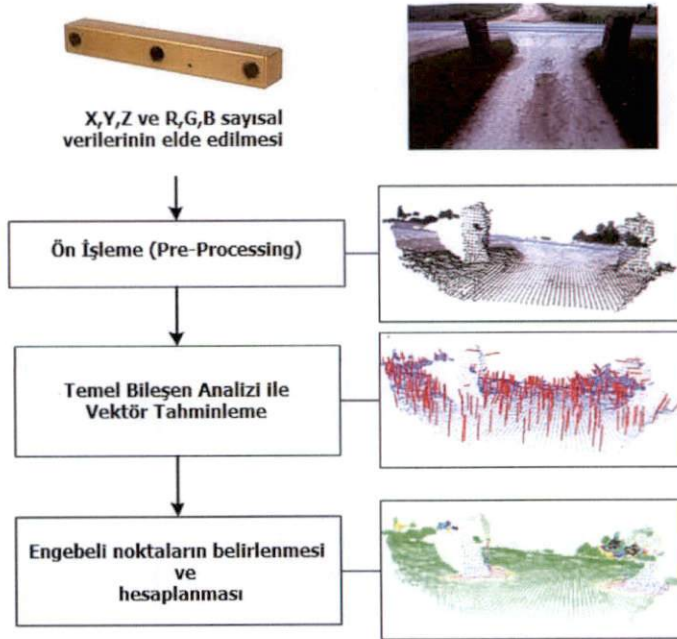 X,Y,Z ve R,G,B sayısal
verilerinin elde edilmesi
Ön İşleme (Pre-Processing)
Temel Bileşen Analizi ile
Vektör Tahminleme
Engebeli noktaların belirlenmesi
ve
hesaplanması